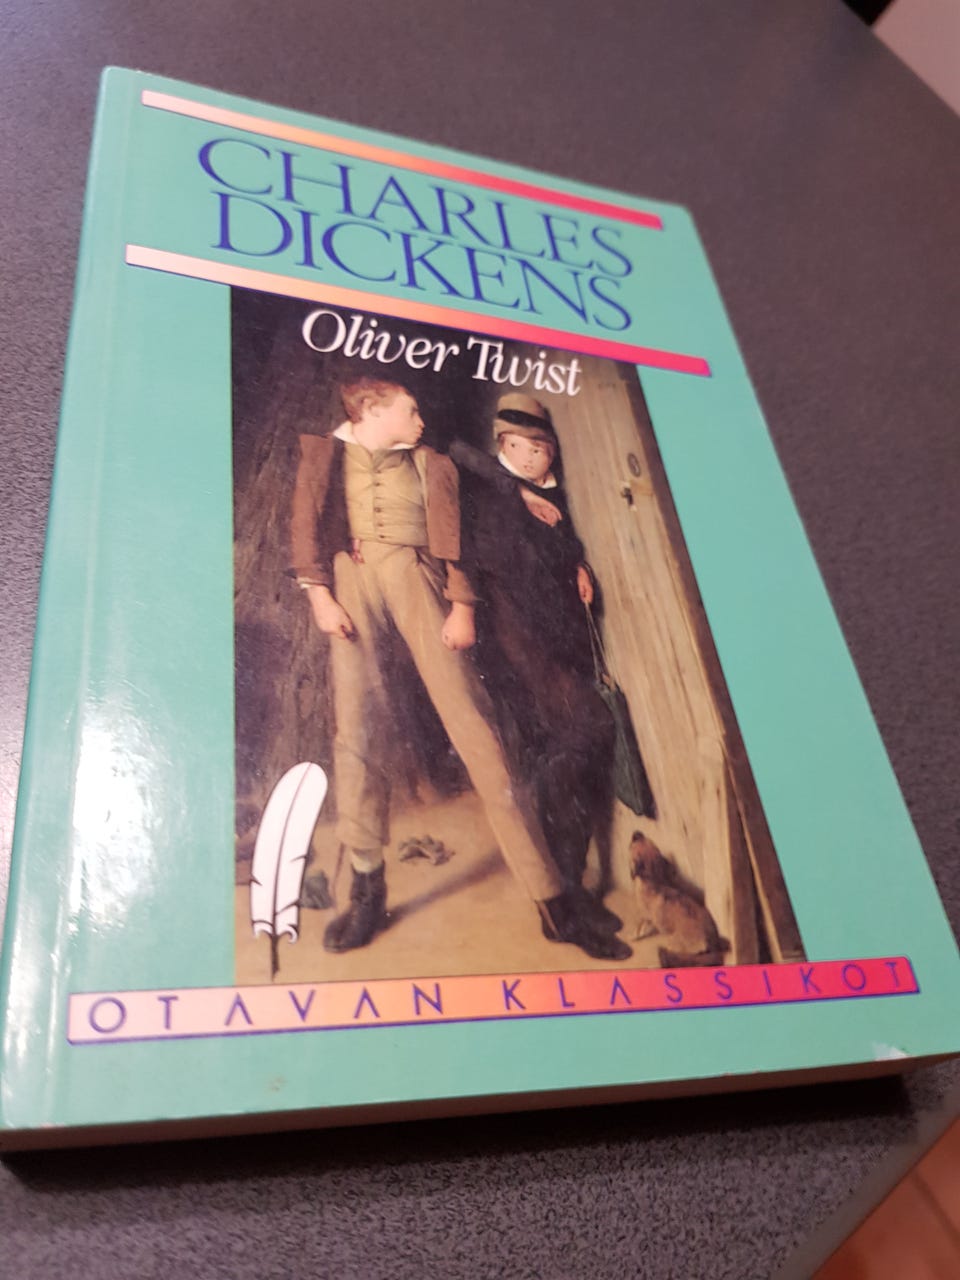 CHARLES
DICKENS
Oliver Twist
OTAVAN KLASSIKOT